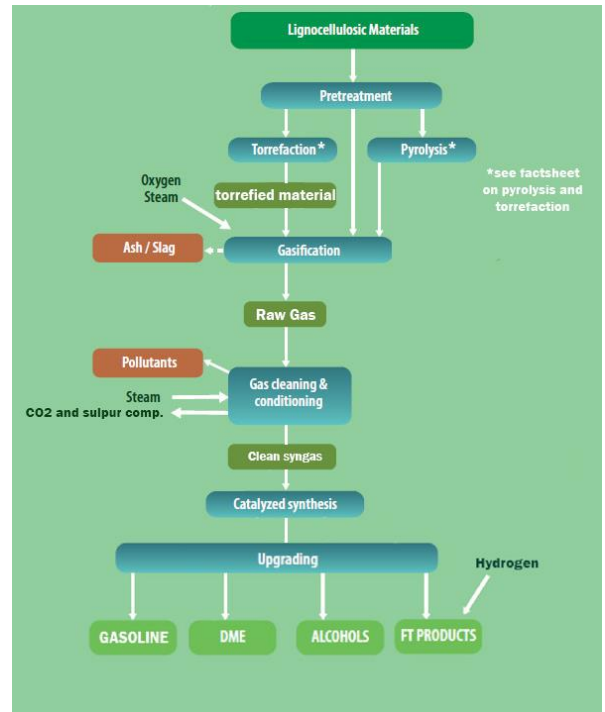 Lignocellulosic Materials
Pretreatment
Torrefaction*
Pyrolysis*
*see factsheet
on pyrolysis and
torrefaction
Oxygen
Steam
torrefied material
Ash / Slag
Gasification
Raw Gas
Pollutants
Gas cleaning &
conditioning
Steam
CO2 and sulpur comp.
Clean syngas
Catalyzed synthesis
Upgrading
Hydrogen
GASOLINE
DME
ALCOHOLS
FT PRODUCTS